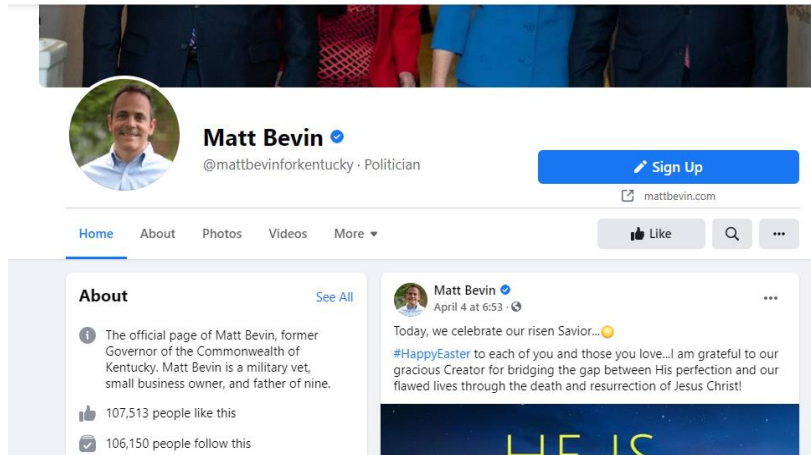 Matt Bevin
@mattbevinforkentucky · Politician
Sign Up
mattbevin.com
Home About Photos Videos More
Like
About See All
The official page of Matt Bevin, former
Governor of the Commonwealth of
Kentucky. Matt Bevin is a military vet,
small business owner, and father of nine.
107,513 people like this
106,150 people follow this
Matt Bevin
April 4 at 6:53 ·
Today, we celebrate our risen Savior...
#HappyEaster to each of you and those you love...I am grateful to our
gracious Creator for bridging the gap between His perfection and our
flawed lives through the death and resurrection of Jesus Christ!
HE IS